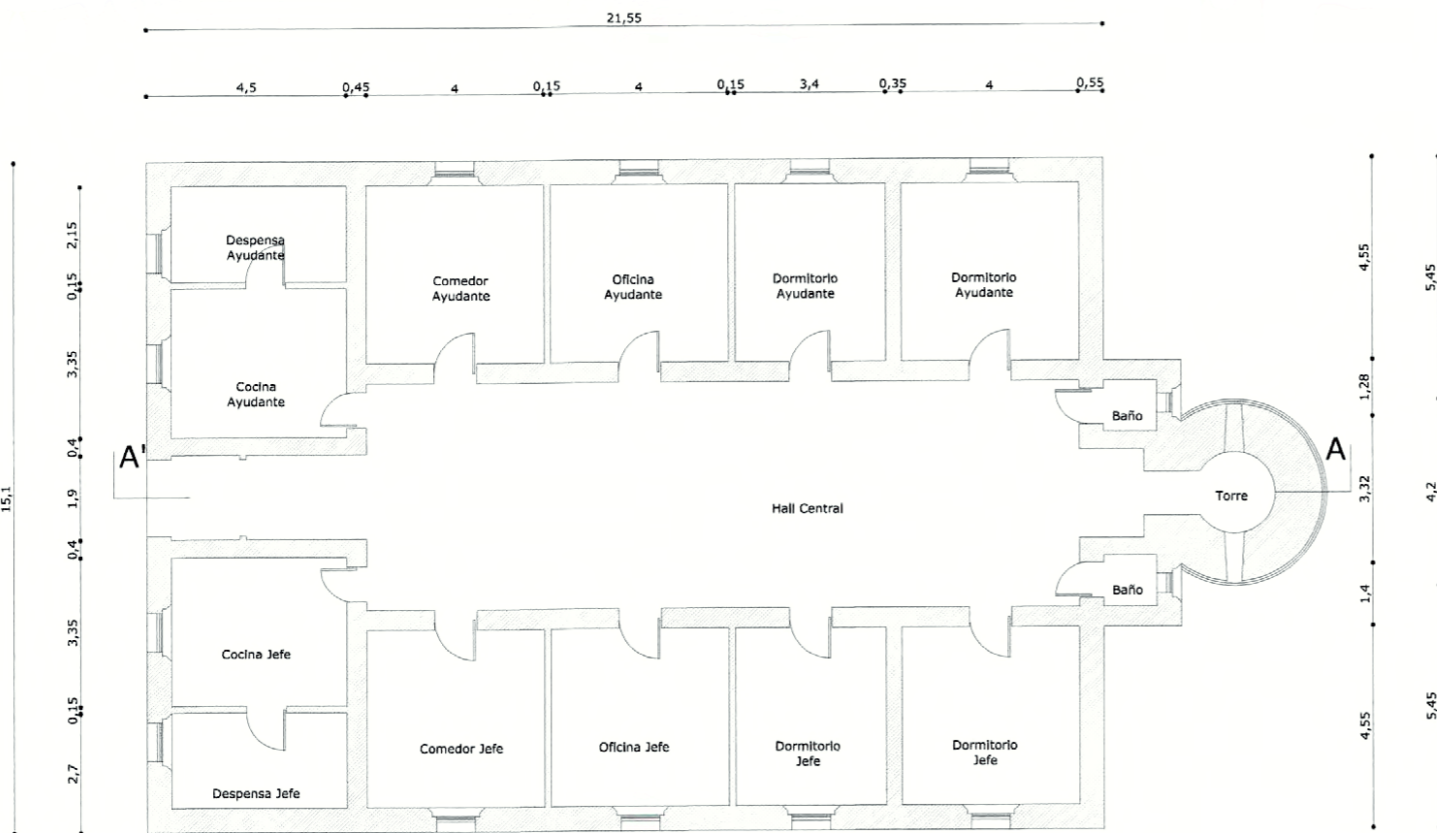 21,55
4,5
0,45
4
0,15
4
0,15
3,4
0,35
4
0,55
15,1
2,15
0,15
3,35
0,4
1,9
0,4
3,35
0,15
2,7
Despensa
Ayudante
Comedor
Ayudante
Oficina
Ayudante
Dormitorio
Ayudante
Dormitorio
Ayudante
Cocina
Ayudante
Baño
A'
A
Hall Central
Torre
Baño
Cocina Jefe
Comedor Jefe
Oficina Jefe
Dormitorio
Jefe
Dormitorio
Jefe
Despensa Jefe
4,55
1,28
3,32
1,4
4,55
5,45
4,2
5,45